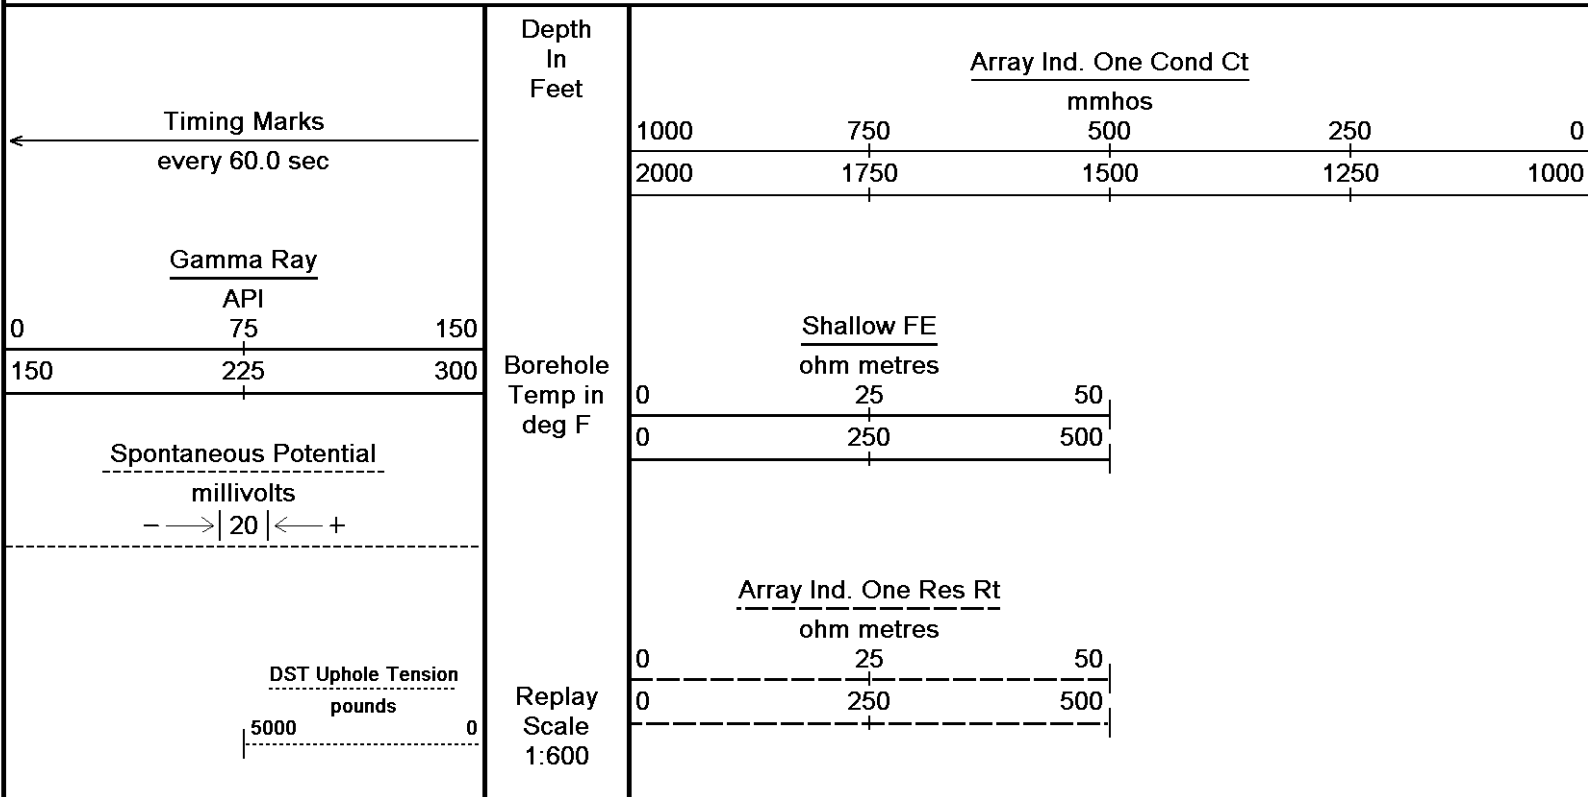 Timing Marks
every 60.0 sec
Gamma Ray
API
0 75 150
150 225 300
Spontaneous Potential
millivolts
− 20 +
DST Uphole Tension
pounds
5000 0
Depth
In
Feet
Borehole
Temp in
deg F
Replay
Scale
1:600
Array Ind. One Cond Ct
mmhos
1000 750 500 250 0
2000 1750 1500 1250 1000
Shallow FE
ohm metres
0 25 50
0 250 500
Array Ind. One Res Rt
ohm metres
0 25 50
0 250 500